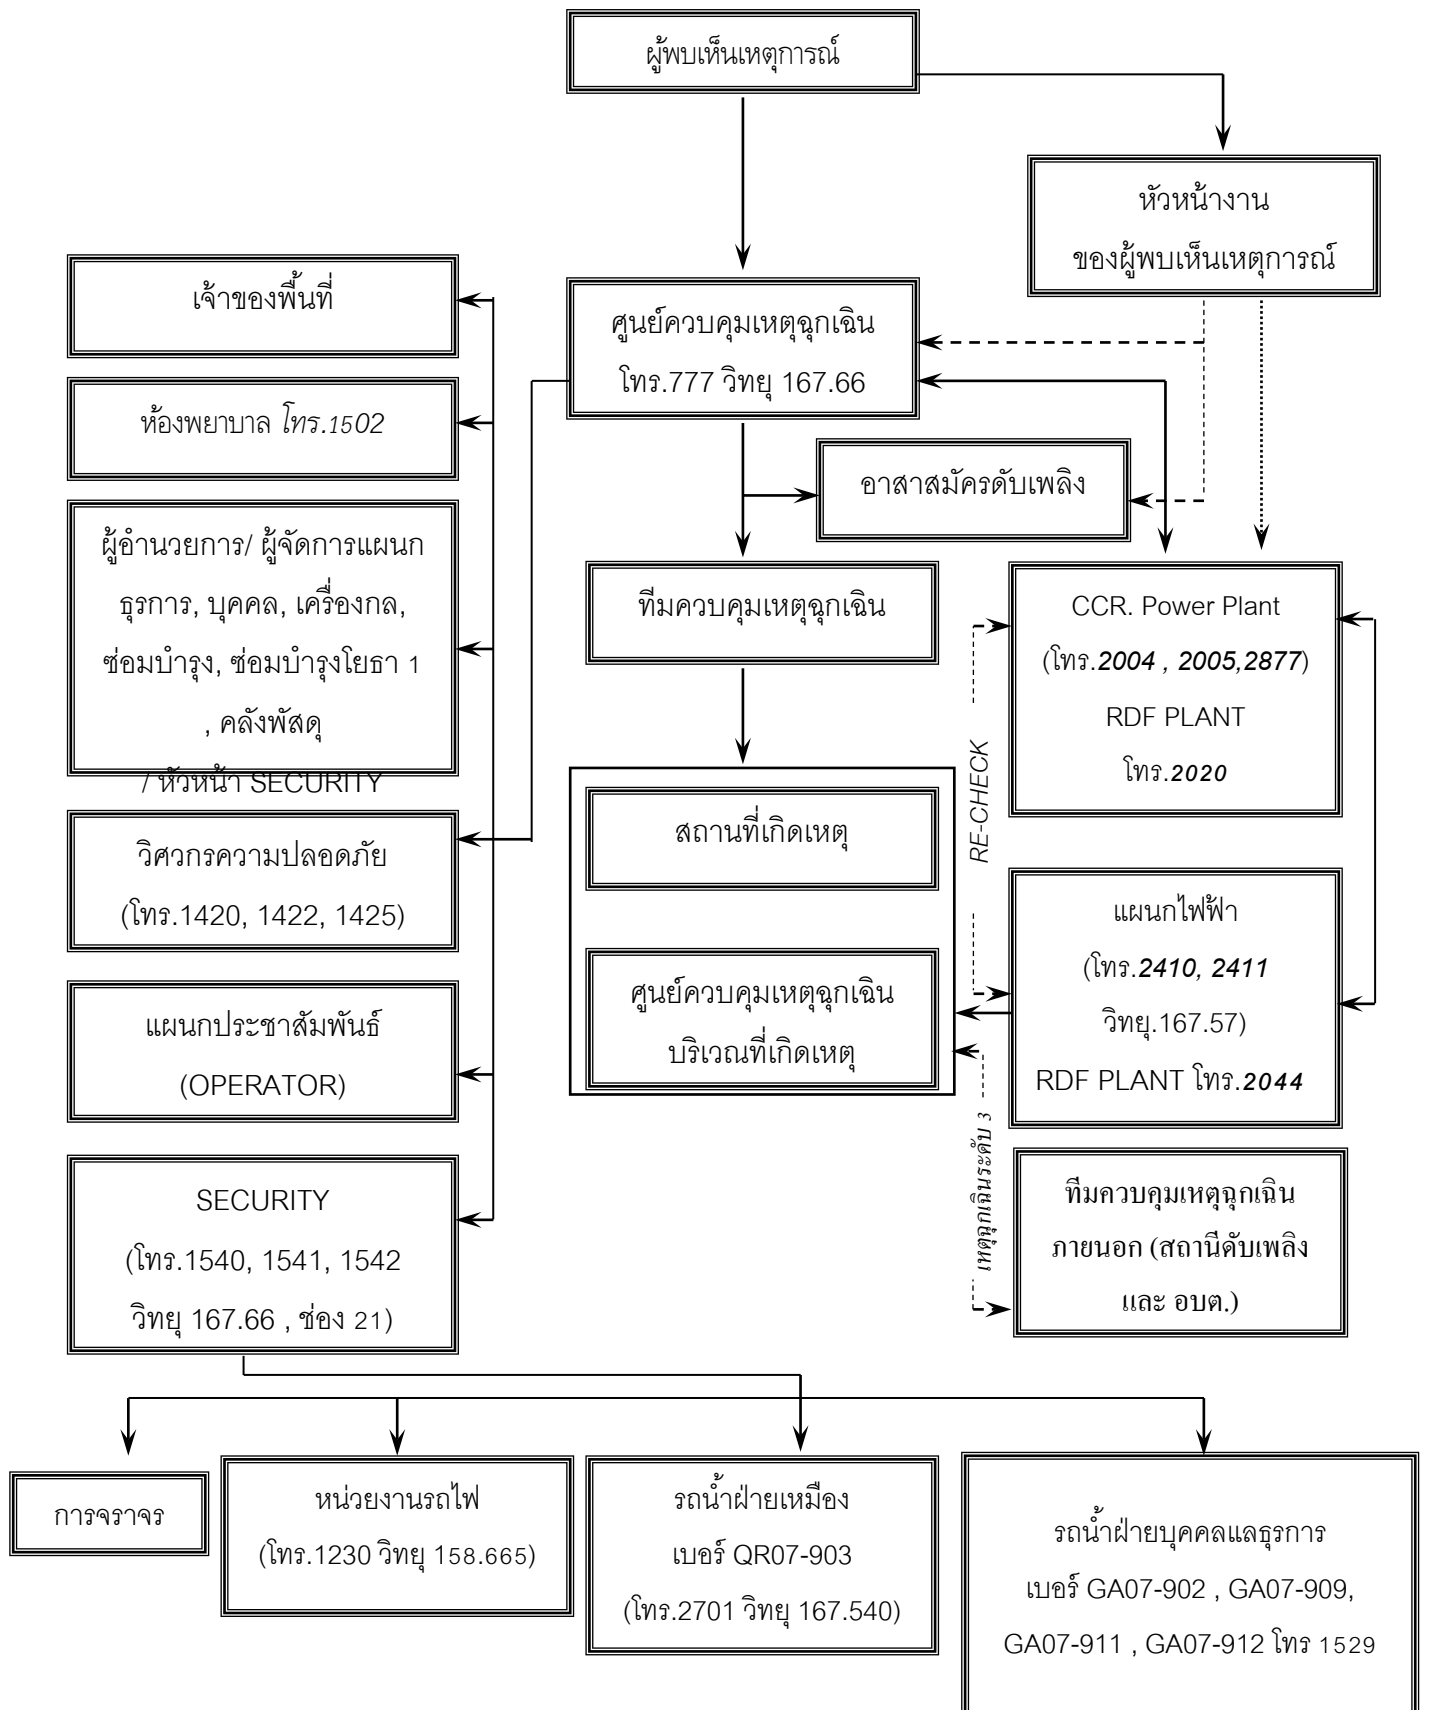 ผู้พบเห็นเหตุการณ์
หัวหน้างาน
ของผู้พบเห็นเหตุการณ์
เจ้าของพื้นที่
ศูนย์ควบคุมเหตุฉุกเฉิน
โทร.777 วิทยุ 167.66
ห้องพยาบาล โทร.1502
อาสาสมัครดับเพลิง
ผู้อำนวยการ/ ผู้จัดการแผนก
ธุรการ, บุคคล, เครื่องกล,
ซ่อมบำรุง, ซ่อมบำรุงโยธา 1
, คลังพัสดุ
/ หัวหน้า SECURITY
ทีมควบคุมเหตุฉุกเฉิน
CCR. Power Plant
(โทร.2004 , 2005,2877)
RDF PLANT
โทร.2020
RE-CHECK
สถานที่เกิดเหตุ
วิศวกรความปลอดภัย
(โทร.1420, 1422, 1425)
แผนกไฟฟ้า
(โทร.2410, 2411
วิทยุ.167.57)
RDF PLANT โทร.2044
ศูนย์ควบคุมเหตุฉุกเฉิน
บริเวณที่เกิดเหตุ
แผนกประชาสัมพันธ์
(OPERATOR)
เหตุฉุกเฉินระดับ 3
ทีมควบคุมเหตุฉุกเฉิน
ภายนอก (สถานีดับเพลิง
และ อบต.)
SECURITY
(โทร.1540, 1541, 1542
วิทยุ 167.66 , ช่อง 21)
การจราจร
หน่วยงานรถไฟ
(โทร.1230 วิทยุ 158.665)
รถน้ำฝ่ายเหมือง
เบอร์ QR07-903
(โทร.2701 วิทยุ 167.540)
รถน้ำฝ่ายบุคคลแลธุรการ
เบอร์ GA07-902 , GA07-909,
GA07-911 , GA07-912 โทร 1529